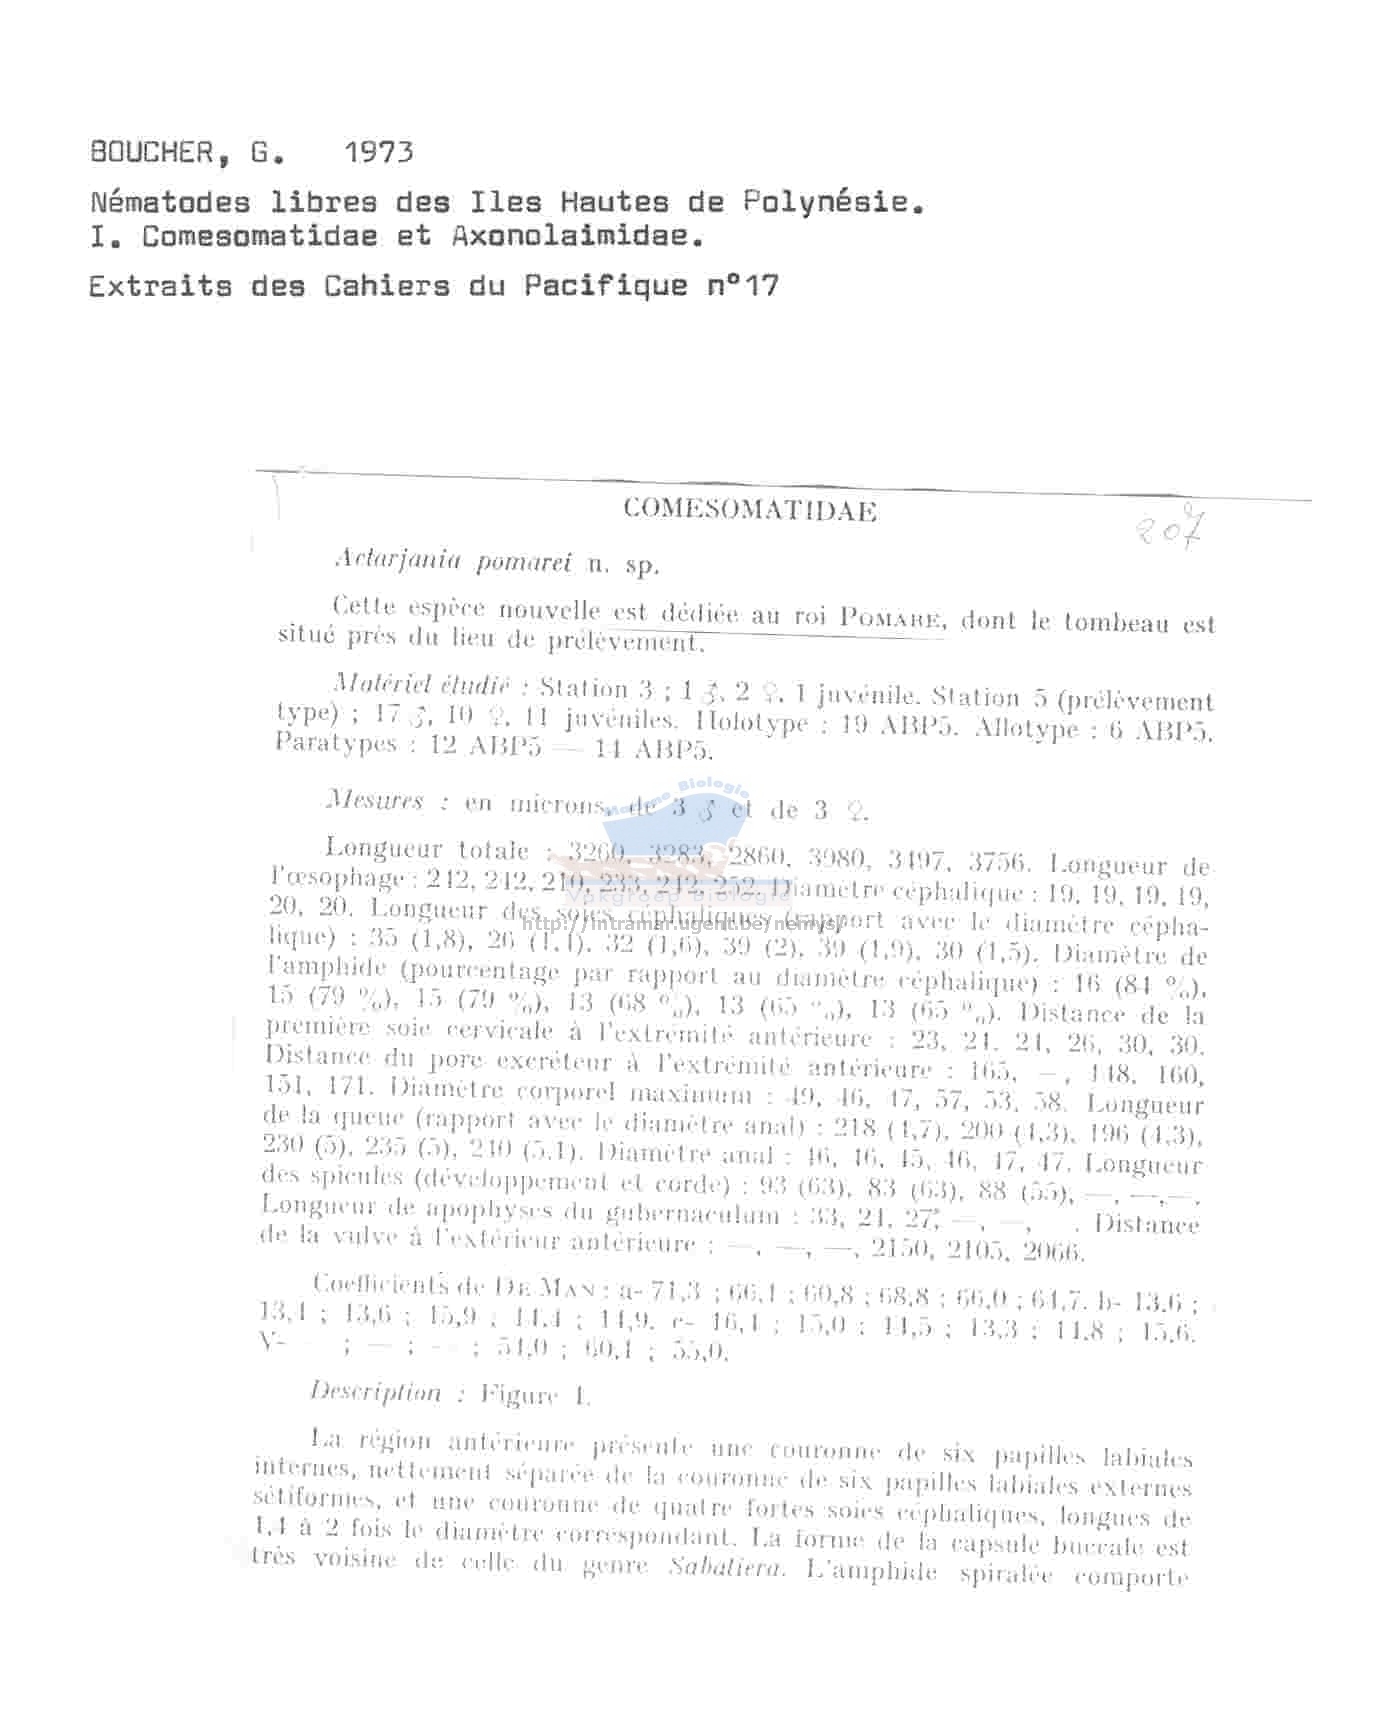 BOUCHER, G. 1973
Nématodes libres des Iles Hautes de Polynésie.
I. Comesomatidae et Axonolaimidae.
Extraits des Cahiers du Pacifique n°17
COMESOMATIDAE
207
Actarjania pomarei n. sp.
Cette espèce nouvelle est dédiée au roi POMARE, dont le tombeau est
situé près du lieu de prélèvement.
Matériel étudié : Station 3 ; 1 ♂, 2 ♀, 1 juvénile. Station 5 (prélèvement
type) ; 17 ♂, 10 ♀, 11 juvéniles. Holotype : 19 ABP5. Allotype : 6 ABP5.
Paratypes : 12 ABP5 — 14 ABP5.
Mesures : en microns, de 3 ♂ et de 3 ♀.
Longueur totale : 3260, 3283, 2860, 3980, 3497, 3756. Longueur de
l'œsophage : 242, 242, 210, 233, 242, 252. Diamètre céphalique : 19, 19, 19, 19,
20, 20. Longueur des soies céphaliques (rapport avec le diamètre cépha-
lique) : 35 (1,8), 26 (1,4), 32 (1,6), 39 (2), 39 (1,9), 30 (1,5). Diamètre de
l'amphide (pourcentage par rapport au diamètre céphalique) : 16 (84 %),
15 (79 %), 15 (79 %), 13 (68 %), 13 (65 %), 13 (65 %). Distance de la
première soie cervicale à l'extrémité antérieure : 23, 21, 21, 26, 30, 30.
Distance du pore excréteur à l'extrémité antérieure : 165, —, 148, 160,
151, 171. Diamètre corporel maximum : 49, 46, 47, 57, 53, 58. Longueur
de la queue (rapport avec le diamètre anal) : 218 (4,7), 200 (4,3), 196 (4,3),
230 (5), 235 (5), 240 (5,1). Diamètre anal : 46, 46, 45, 46, 47, 47. Longueur
des spicules (développement et corde) : 93 (63), 83 (63), 88 (55), —, —,—.
Longueur de apophyses du gubernaculum : 33, 21, 27, —, —, . Distance
de la vulve à l'extérieur antérieure : —, —, —, 2150, 2105, 2066.
Coefficients de DE MAN : a- 71,3 ; 66,1 ; 60,8 ; 68,8 ; 66,0 ; 64,7. b- 13,6 ;
13,4 ; 13,6 ; 15,9 ; 14,4 ; 14,9. c- 16,4 ; 15,0 ; 14,5 ; 13,3 ; 14,8 ; 15,6.
V- ; — ; — ; 54,0 ; 60,1 ; 55,0.
Description : Figure 1.
La région antérieure présente une couronne de six papilles labiales
internes, nettement séparée de la couronne de six papilles labiales externes
sétiformes, et une couronne de quatre fortes soies céphaliques, longues de
1,4 à 2 fois le diamètre correspondant. La forme de la capsule buccale est
très voisine de celle du genre Sabatiera. L'amphide spiralée comporte
Marine Biologie
Vakgroep Biologie
http://intramar.ugent.be/nemys/